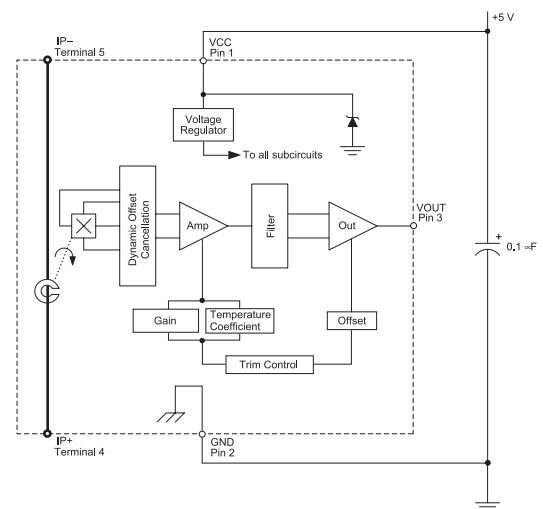 +5 V
IP–
Terminal 5
VCC
Pin 1
Voltage
Regulator
To all subcircuits
Dynamic Offset
Cancellation
Amp
Filter
Out
VOUT
Pin 3
+
0.1 ∝F
Gain
Temperature
Coefficient
Offset
Trim Control
IP+
Terminal 4
GND
Pin 2